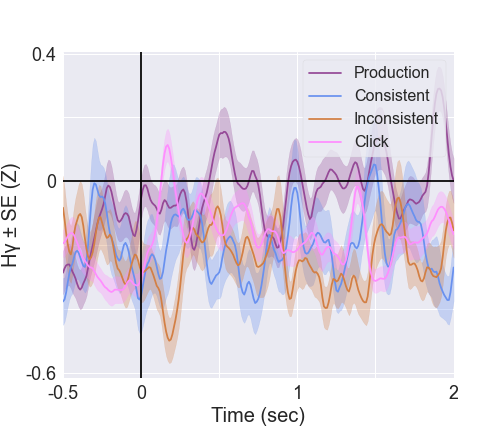 0.4
0
-0.6
Hγ ± SE (Z)
Production
Consistent
Inconsistent
Click
-0.5
0
1
2
Time (sec)